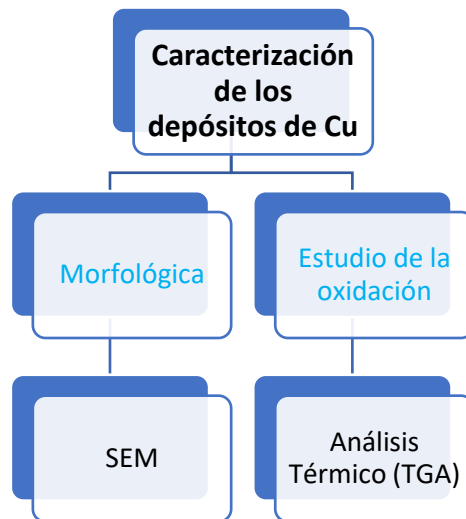 Caracterización
de los
depósitos de Cu
Morfológica
Estudio de la
oxidación
SEM
Análisis
Térmico (TGA)